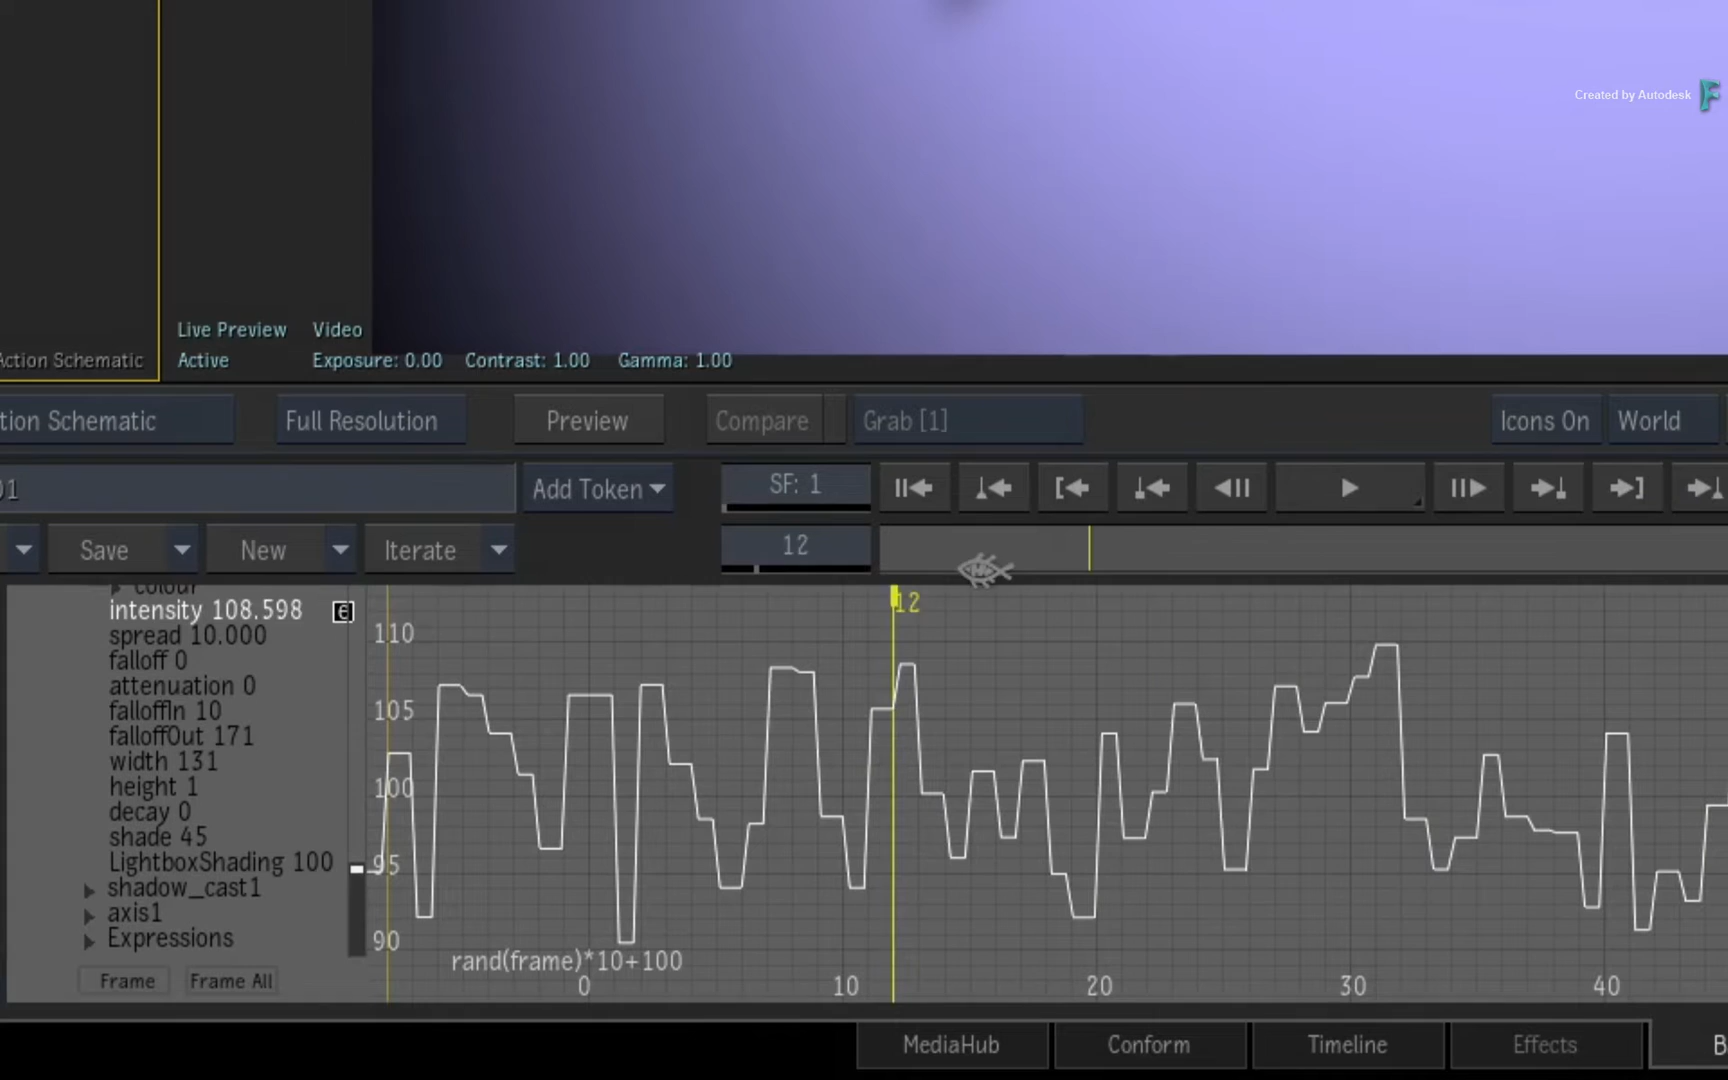 Created by Autodesk
Live Preview Video
Action Schematic Active Exposure: 0.00 Contrast: 1.00 Gamma: 1.00
tion Schematic Full Resolution Preview Compare Grab [1] Icons On World
01 Add Token SF: 1
Save New Iterate 12
colour
intensity 108.598 E
12
spread 10.000
falloff 0
attenuation 0
falloffIn 10
falloffOut 171
width 131
height 1
decay 0
shade 45
LightboxShading 100
shadow_cast1
axis1
Expressions
110
105
100
95
90
rand(frame)*10+100
Frame Frame All
0 10 20 30 40
MediaHub Conform Timeline Effects B